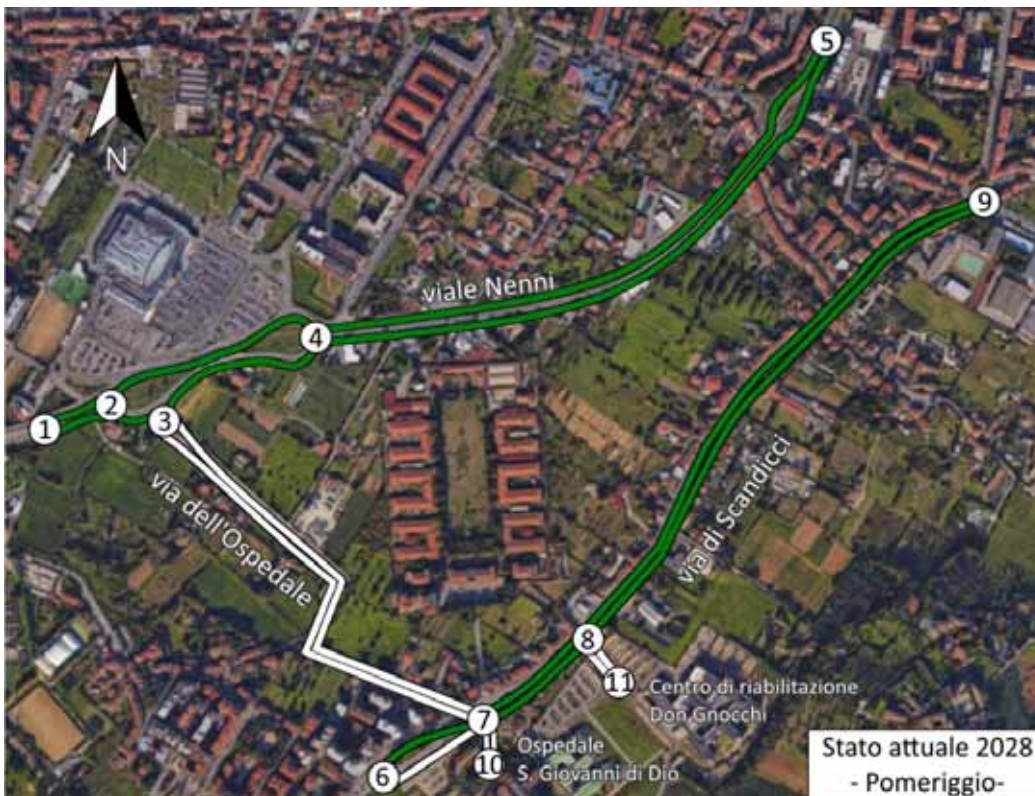 5
9
N
viale Nenni
4
1
2
3
via dell'Ospedale
via di Scandicci
8
11
Centro di riabilitazione
Don Gnocchi
7
6
10
Ospedale
S. Giovanni di Dio
Stato attuale 2028
- Pomeriggio-